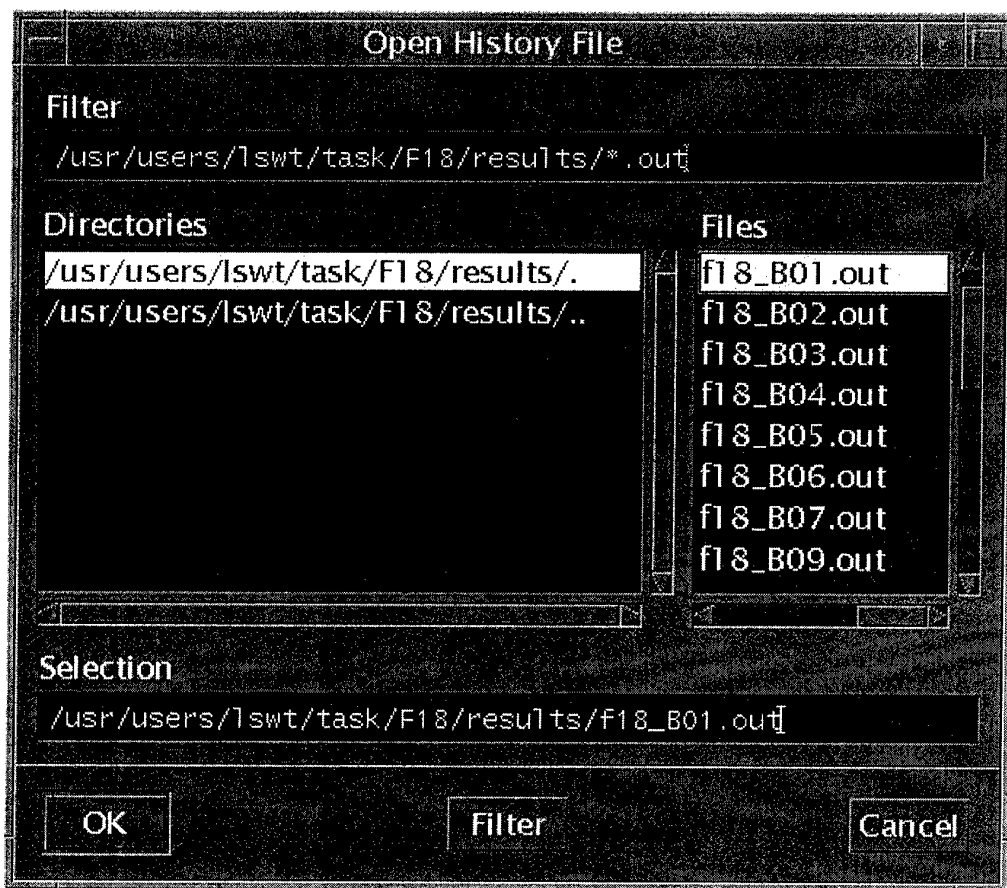 Open History File
Filter
/usr/users/lswt/task/F18/results/*.out
Directories
/usr/users/lswt/task/F18/results/.
/usr/users/lswt/task/F18/results/..
Files
f18_B01.out
f18_B02.out
f18_B03.out
f18_B04.out
f18_B05.out
f18_B06.out
f18_B07.out
f18_B09.out
Selection
/usr/users/lswt/task/F18/results/f18_B01.out
OK
Filter
Cancel